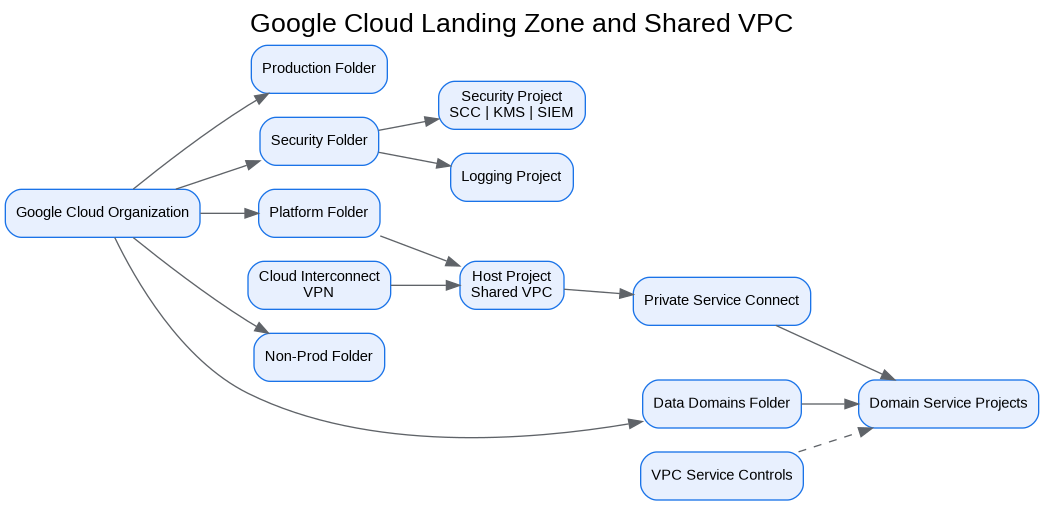 Google Cloud Landing Zone and Shared VPC
Production Folder
Security Project
SCC | KMS | SIEM
Security Folder
Logging Project
Google Cloud Organization
Platform Folder
Cloud Interconnect
VPN
Host Project
Shared VPC
Private Service Connect
Non-Prod Folder
Data Domains Folder
Domain Service Projects
VPC Service Controls